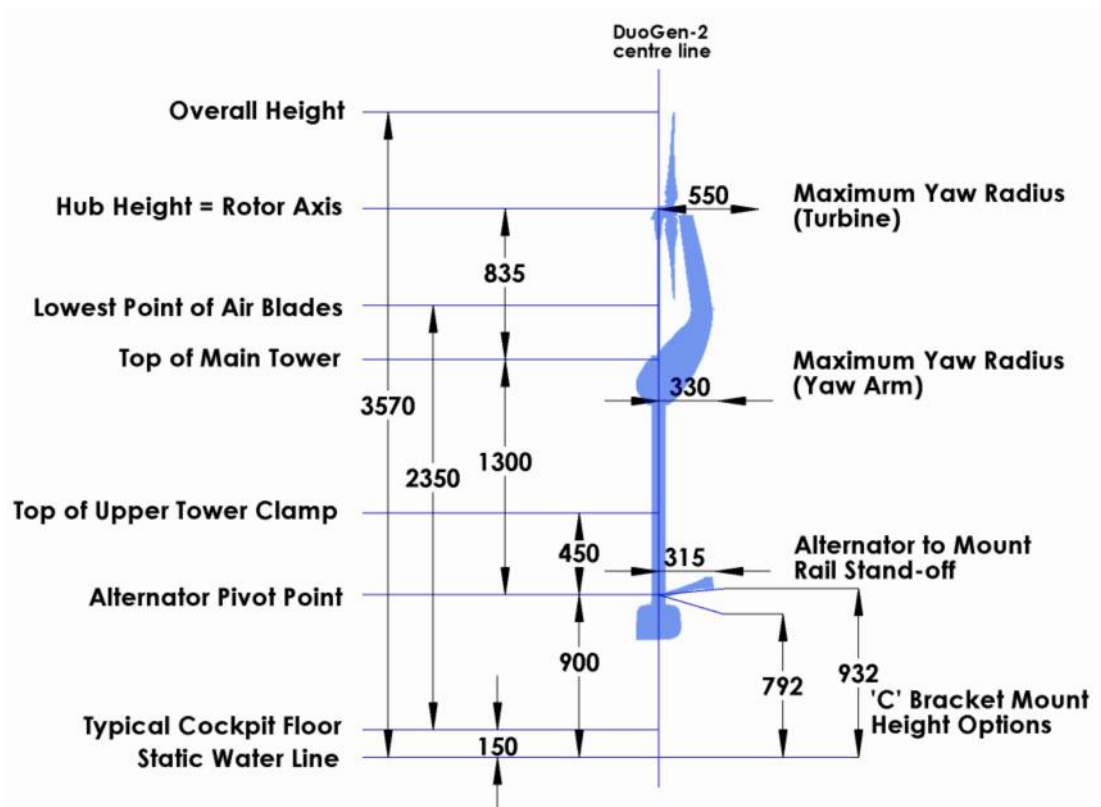 DuoGen-2
centre line
Overall Height
550
Hub Height = Rotor Axis
Maximum Yaw Radius
(Turbine)
835
Lowest Point of Air Blades
Top of Main Tower
Maximum Yaw Radius
(Yaw Arm)
330
3570
1300
2350
Top of Upper Tower Clamp
450
315
Alternator to Mount
Rail Stand-off
Alternator Pivot Point
900
792
932
'C' Bracket Mount
Height Options
Typical Cockpit Floor
150
Static Water Line